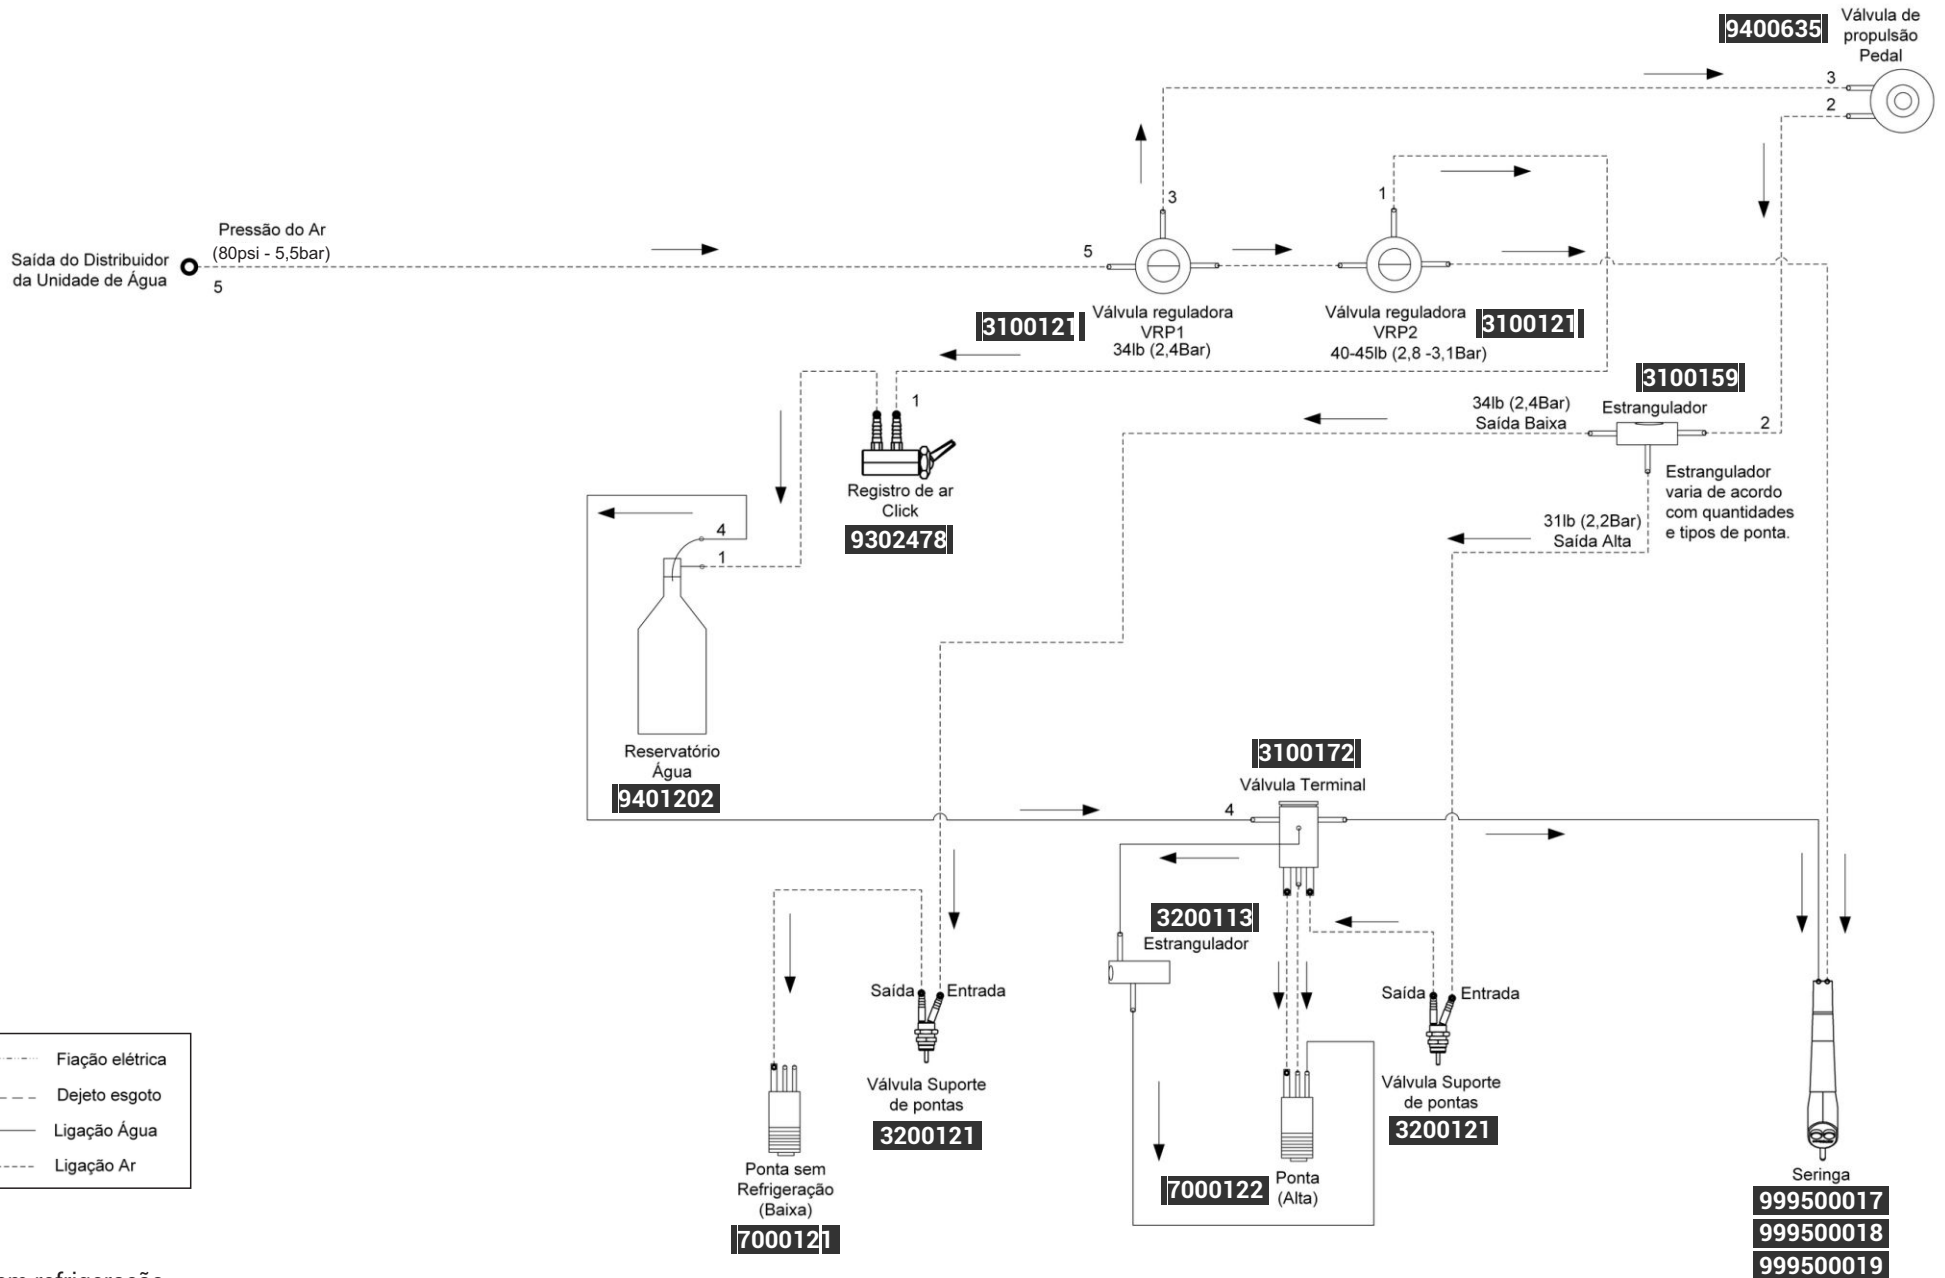 9400635
Válvula de
propulsão
Pedal
3
2
3
1
Pressão do Ar
(80psi - 5,5bar)
Saída do Distribuidor
da Unidade de Água
5
5
3100121
Válvula reguladora
VRP1
34lb (2,4Bar)
Válvula reguladora
VRP2
40-45lb (2,8 -3,1Bar)
3100121
3100159
34lb (2,4Bar)
Saída Baixa
Estrangulador
2
1
Registro de ar
Click
9302478
Estrangulador
varia de acordo
com quantidades
e tipos de ponta.
31lb (2,2Bar)
Saída Alta
4
1
Reservatório
Água
9401202
3100172
Válvula Terminal
4
3200113
Estrangulador
Saída
Entrada
Saída
Entrada
Fiação elétrica
Dejeto esgoto
Ligação Água
Ligação Ar
Válvula Suporte
de pontas
3200121
Válvula Suporte
de pontas
3200121
Ponta sem
Refrigeração
(Baixa)
7000121
7000122
Ponta
(Alta)
Seringa
999500017
999500018
999500019